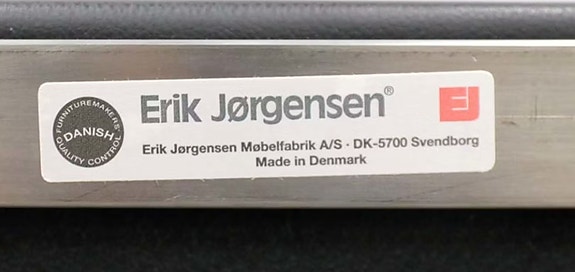 FURNITUREMAKERS'
DANISH
QUALITY CONTROL
Erik Jørgensen®
Erik Jørgensen Møbelfabrik A/S · DK-5700 Svendborg
Made in Denmark